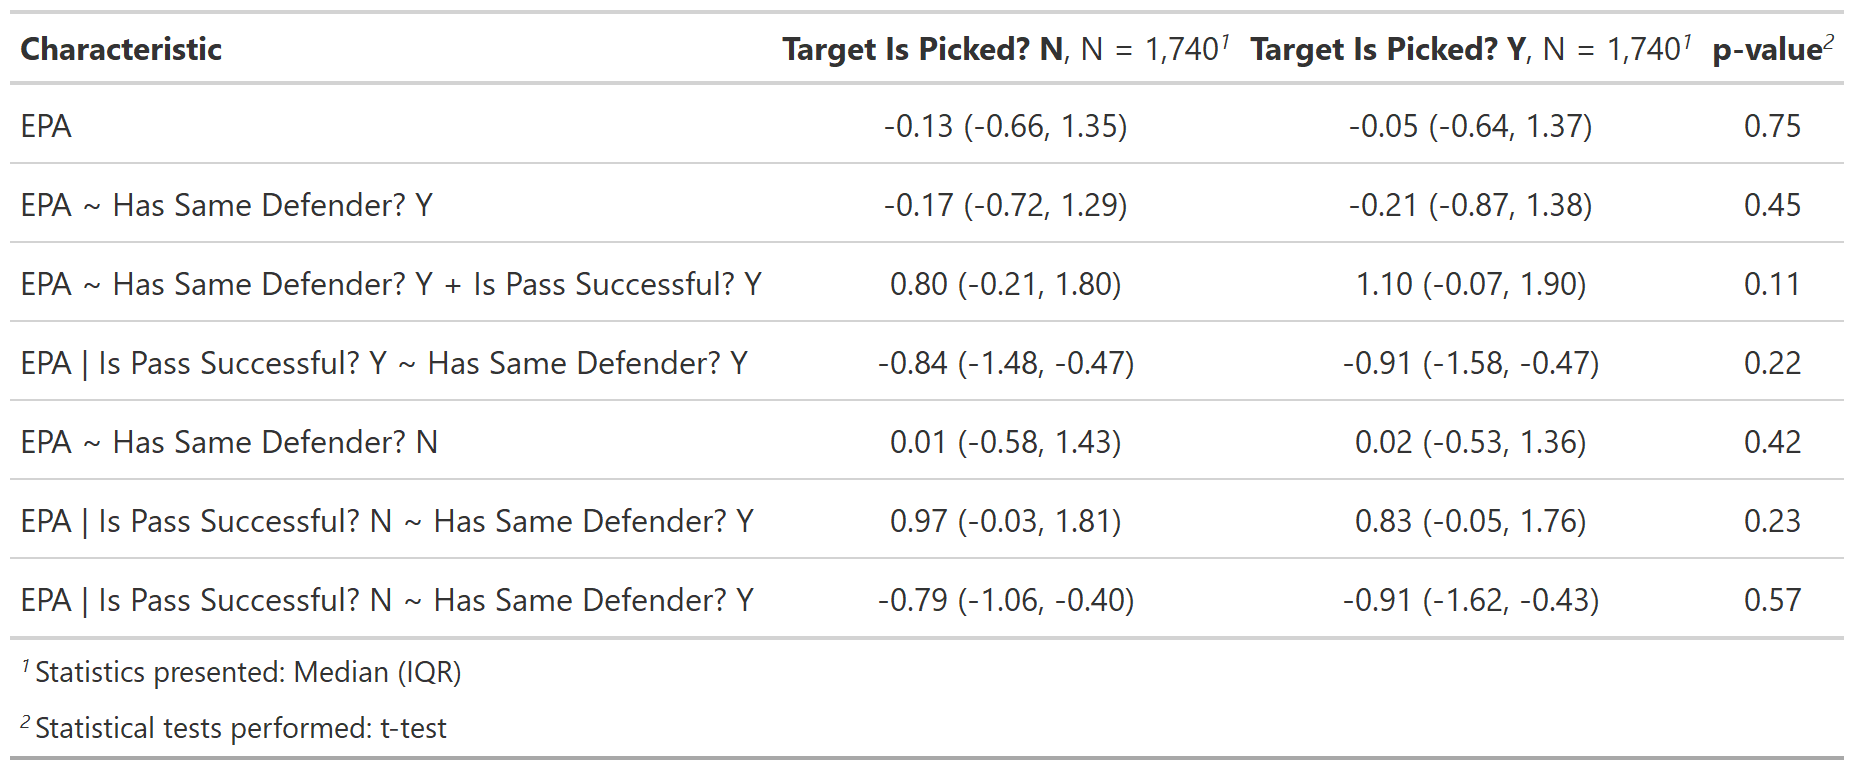 Characteristic Target Is Picked? N, N = 1,740¹ Target Is Picked? Y, N = 1,740¹ p-value²
EPA -0.13 (-0.66, 1.35) -0.05 (-0.64, 1.37) 0.75
EPA ~ Has Same Defender? Y -0.17 (-0.72, 1.29) -0.21 (-0.87, 1.38) 0.45
EPA ~ Has Same Defender? Y + Is Pass Successful? Y 0.80 (-0.21, 1.80) 1.10 (-0.07, 1.90) 0.11
EPA | Is Pass Successful? Y ~ Has Same Defender? Y -0.84 (-1.48, -0.47) -0.91 (-1.58, -0.47) 0.22
EPA ~ Has Same Defender? N 0.01 (-0.58, 1.43) 0.02 (-0.53, 1.36) 0.42
EPA | Is Pass Successful? N ~ Has Same Defender? Y 0.97 (-0.03, 1.81) 0.83 (-0.05, 1.76) 0.23
EPA | Is Pass Successful? N ~ Has Same Defender? Y -0.79 (-1.06, -0.40) -0.91 (-1.62, -0.43) 0.57
¹ Statistics presented: Median (IQR)
² Statistical tests performed: t-test